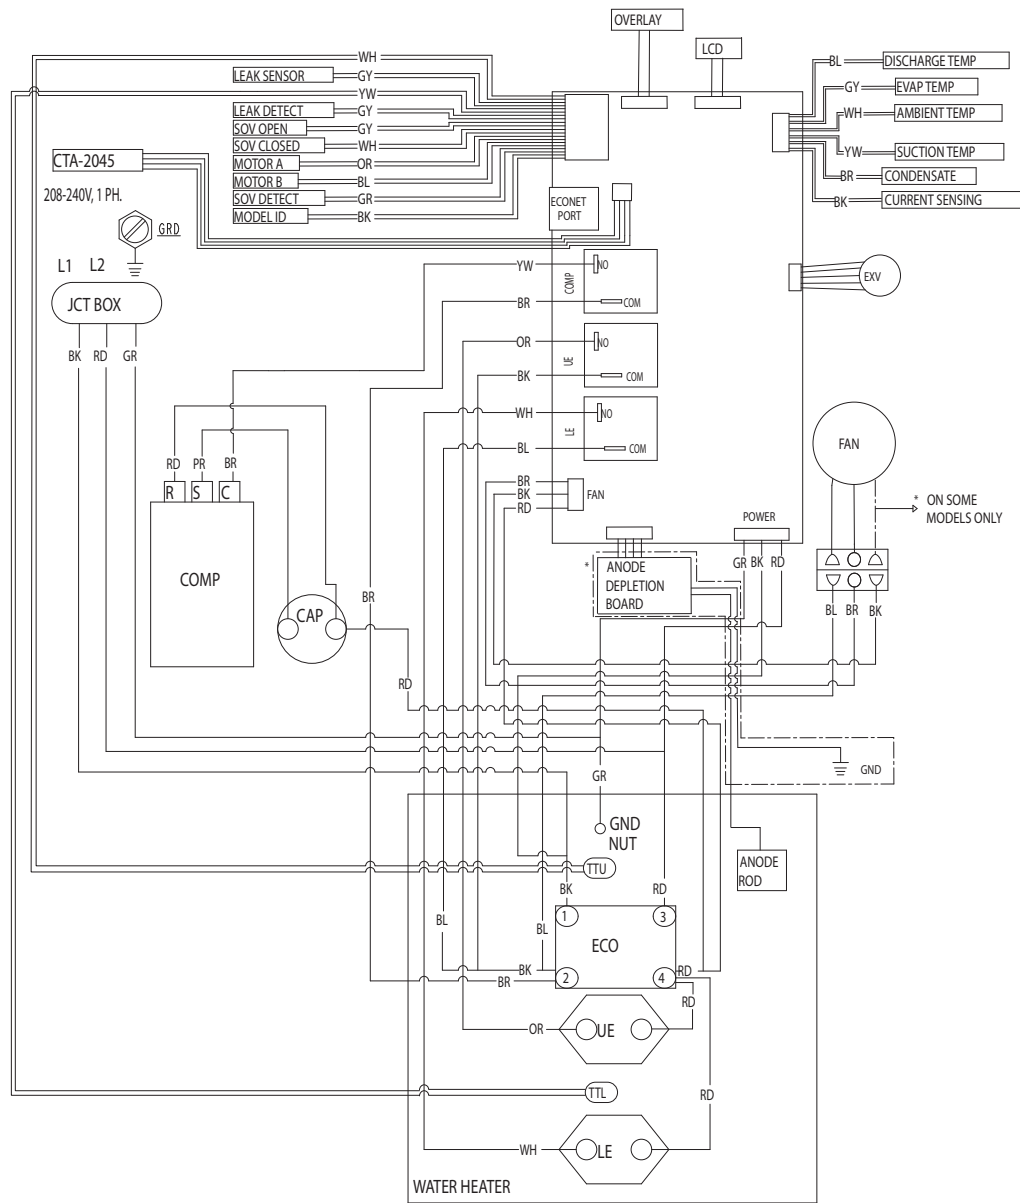 OVERLAY
LCD
WH
LEAK SENSOR
GY
YW
LEAK DETECT
GY
SOV OPEN
GY
SOV CLOSED
WH
MOTOR A
OR
MOTOR B
BL
SOV DETECT
GR
MODEL ID
BK
BL
DISCHARGE TEMP
GY
EVAP TEMP
WH
AMBIENT TEMP
YW
SUCTION TEMP
BR
CONDENSATE
BK
CURRENT SENSING
CTA-2045
208-240V, 1 PH.
GRD
L1 L2
JCT BOX
BK RD GR
ECONET
PORT
YW
NO
COMP
BR
COM
EXV
OR
NO
UE
BK
COM
WH
NO
LE
BL
COM
BR
BK
RD
FAN
RD PR BR
R S C
COMP
CAP
BR
RD
FAN
* ON SOME
MODELS ONLY
POWER
GR BK RD
* ANODE
DEPLETION
BOARD
BL BR BK
GND
GR
GND
NUT
ANODE
ROD
TTU
BK
RD
1
3
ECO
BL
BL
BK
2
4
RD
BR
RD
OR
UE
TTL
RD
WH
LE
WATER HEATER